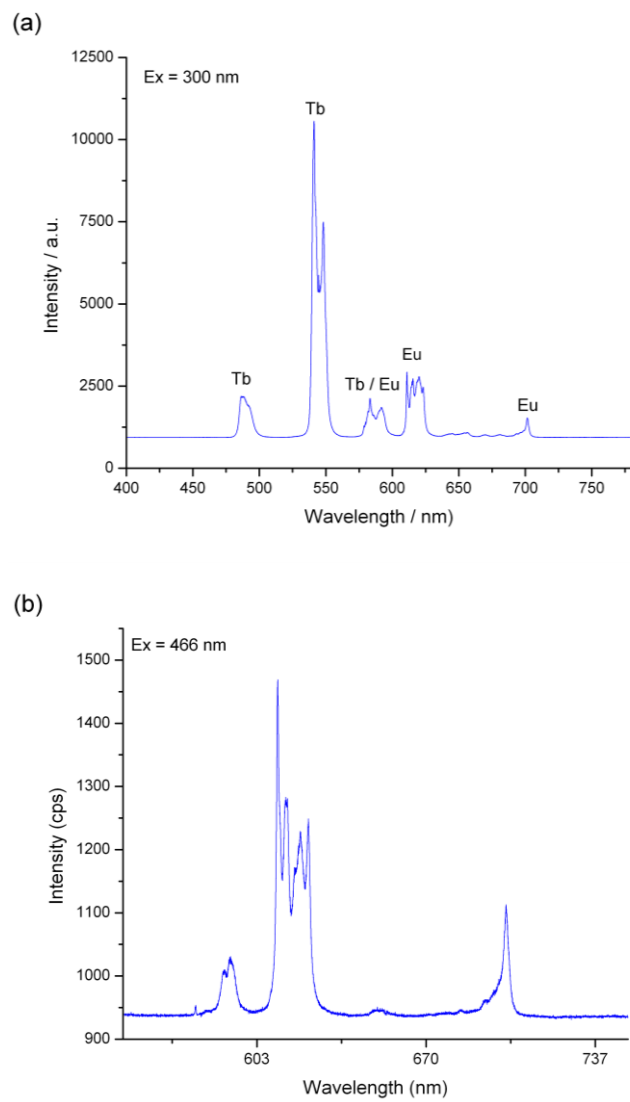 (a)
Ex = 300 nm
12500
10000
7500
5000
2500
0
Tb
Tb
Tb / Eu
Eu
Eu
400
450
500
550
600
650
700
750
Intensity / a.u.
Wavelength / nm)
(b)
Ex = 466 nm
1500
1400
1300
1200
1100
1000
900
603
670
737
Intensity (cps)
Wavelength (nm)